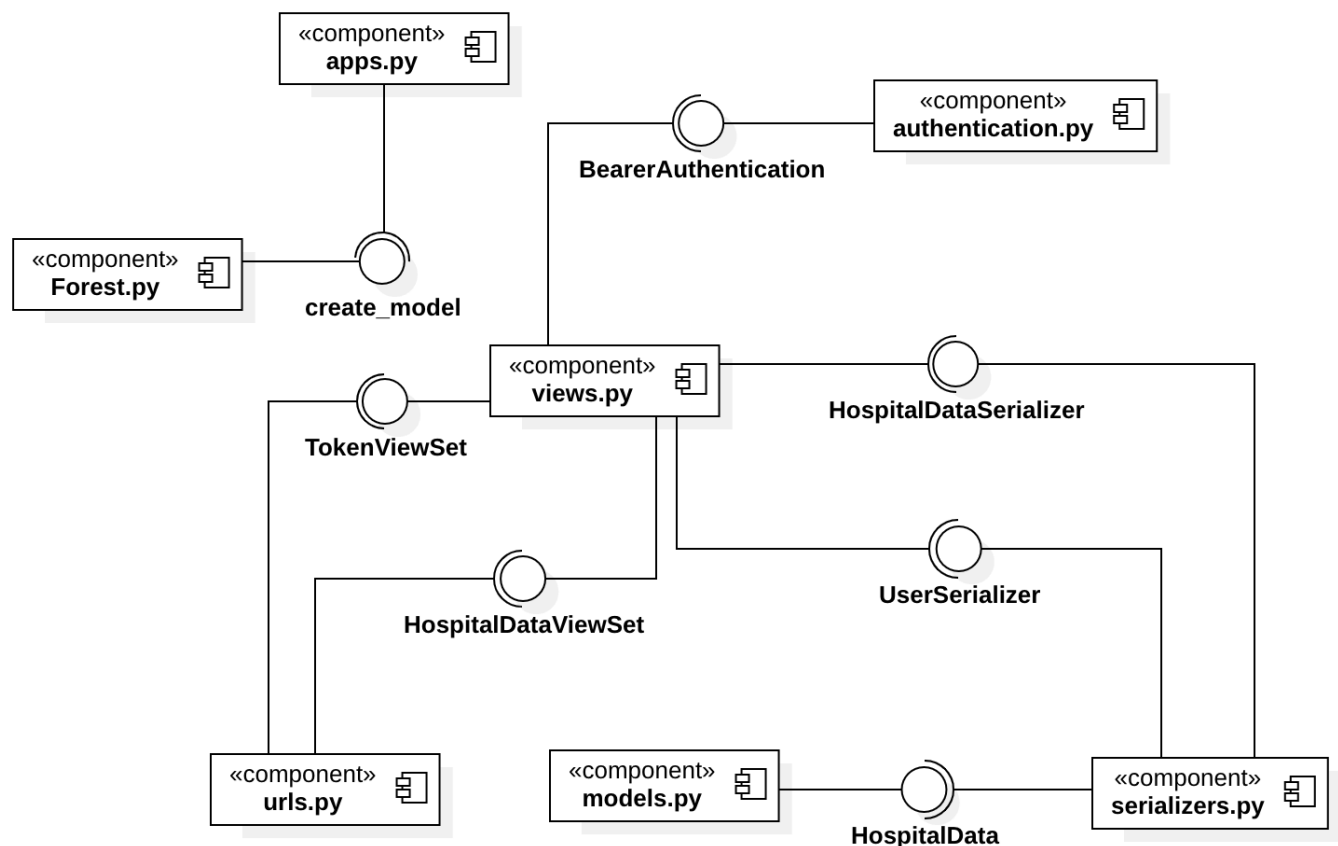 «component»
apps.py
«component»
authentication.py
BearerAuthentication
«component»
Forest.py
create_model
«component»
views.py
HospitalDataSerializer
TokenViewSet
UserSerializer
HospitalDataViewSet
«component»
urls.py
«component»
models.py
«component»
serializers.py
HospitalData